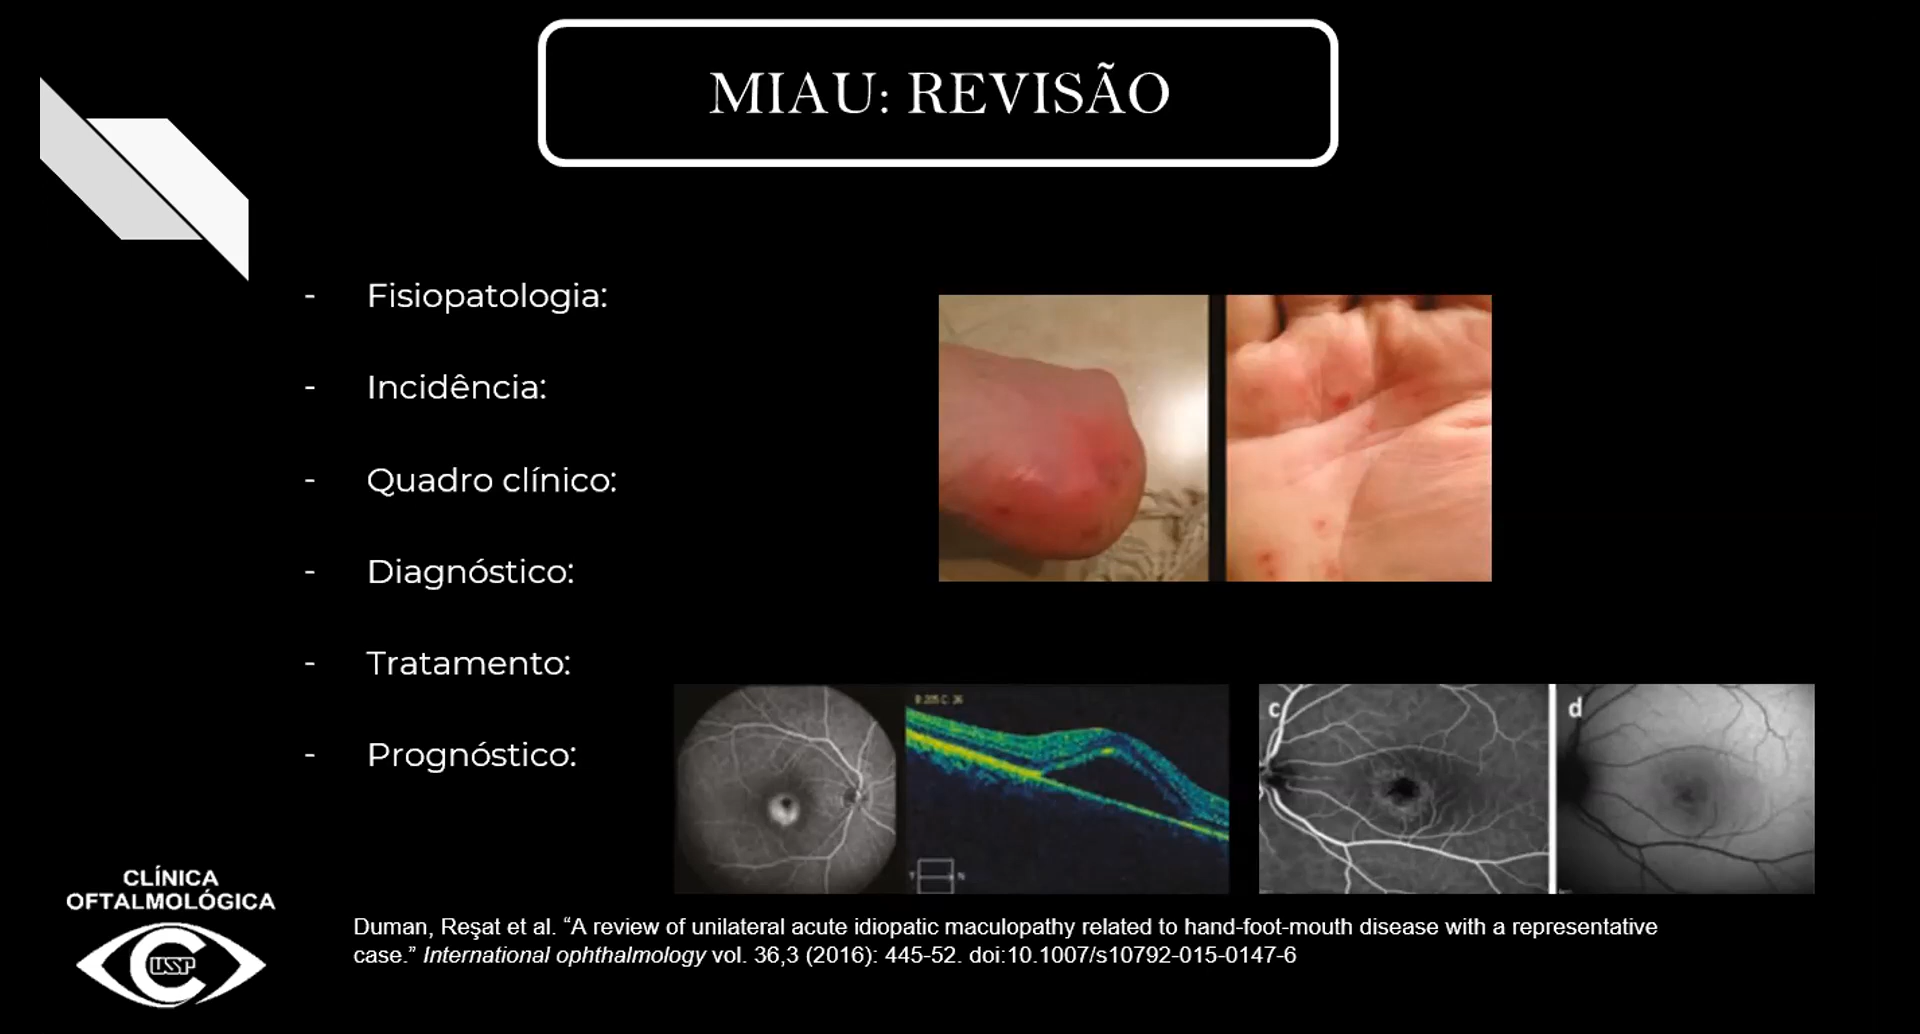 MIAU: REVISÃO
- Fisiopatologia:
- Incidência:
- Quadro clínico:
- Diagnóstico:
- Tratamento:
- Prognóstico:
c
d
CLÍNICA
OFTALMOLÓGICA
USP
Duman, Reşat et al. “A review of unilateral acute idiopatic maculopathy related to hand-foot-mouth disease with a representative
case.” International ophthalmology vol. 36,3 (2016): 445-52. doi:10.1007/s10792-015-0147-6